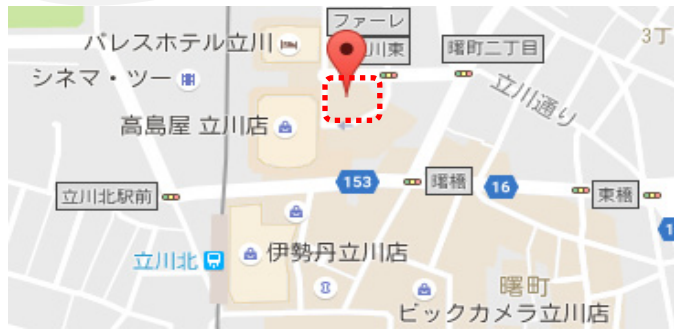 ファーレ
パレスホテル立川
川東
曙町二丁目
3丁
シネマ・ツー
立川通り
高島屋 立川店
153
曙橋
16
立川北駅前
東橋
1
立川北
伊勢丹立川店
曙町
ビックカメラ立川店